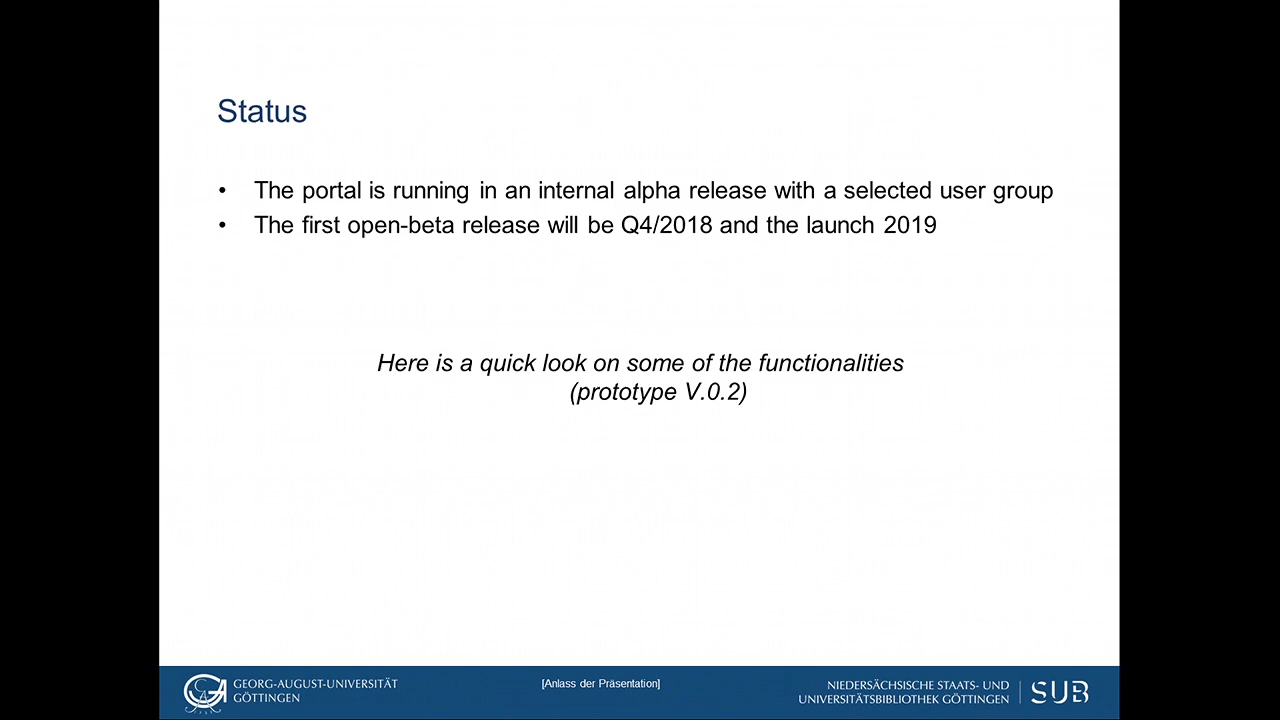 Status
• The portal is running in an internal alpha release with a selected user group
• The first open-beta release will be Q4/2018 and the launch 2019
Here is a quick look on some of the functionalities
(prototype V.0.2)
GEORG-AUGUST-UNIVERSITÄT
GÖTTINGEN
[Anlass der Präsentation]
NIEDERSÄCHSISCHE STAATS- UND
UNIVERSITÄTSBIBLIOTHEK GÖTTINGEN
SUB